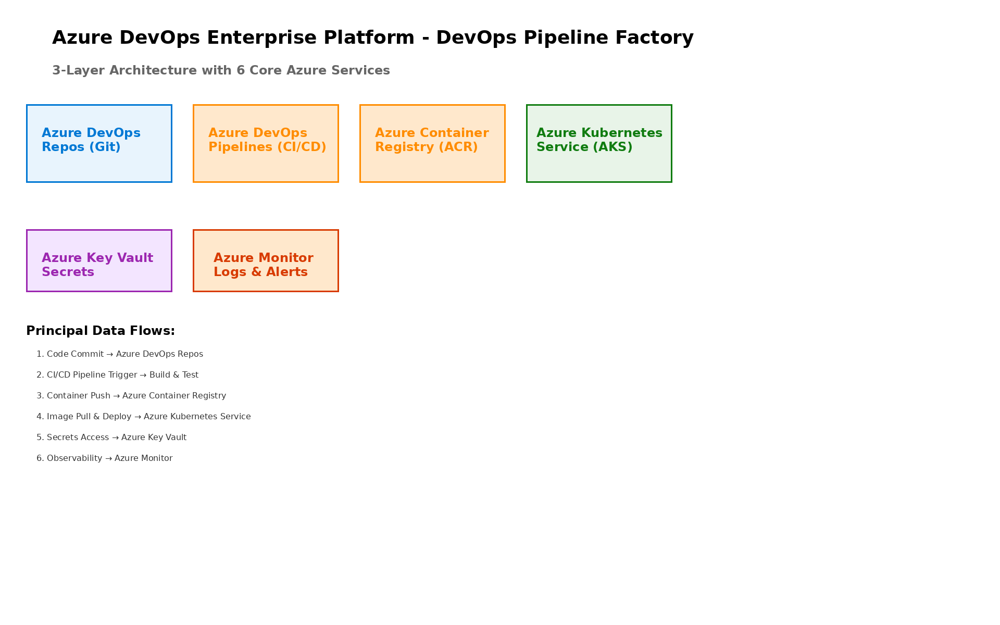 Azure DevOps Enterprise Platform - DevOps Pipeline Factory
3-Layer Architecture with 6 Core Azure Services
Azure DevOps
Repos (Git)
Azure DevOps
Pipelines (CI/CD)
Azure Container
Registry (ACR)
Azure Kubernetes
Service (AKS)
Azure Key Vault
Secrets
Azure Monitor
Logs & Alerts
Principal Data Flows:
1. Code Commit → Azure DevOps Repos
2. CI/CD Pipeline Trigger → Build & Test
3. Container Push → Azure Container Registry
4. Image Pull & Deploy → Azure Kubernetes Service
5. Secrets Access → Azure Key Vault
6. Observability → Azure Monitor